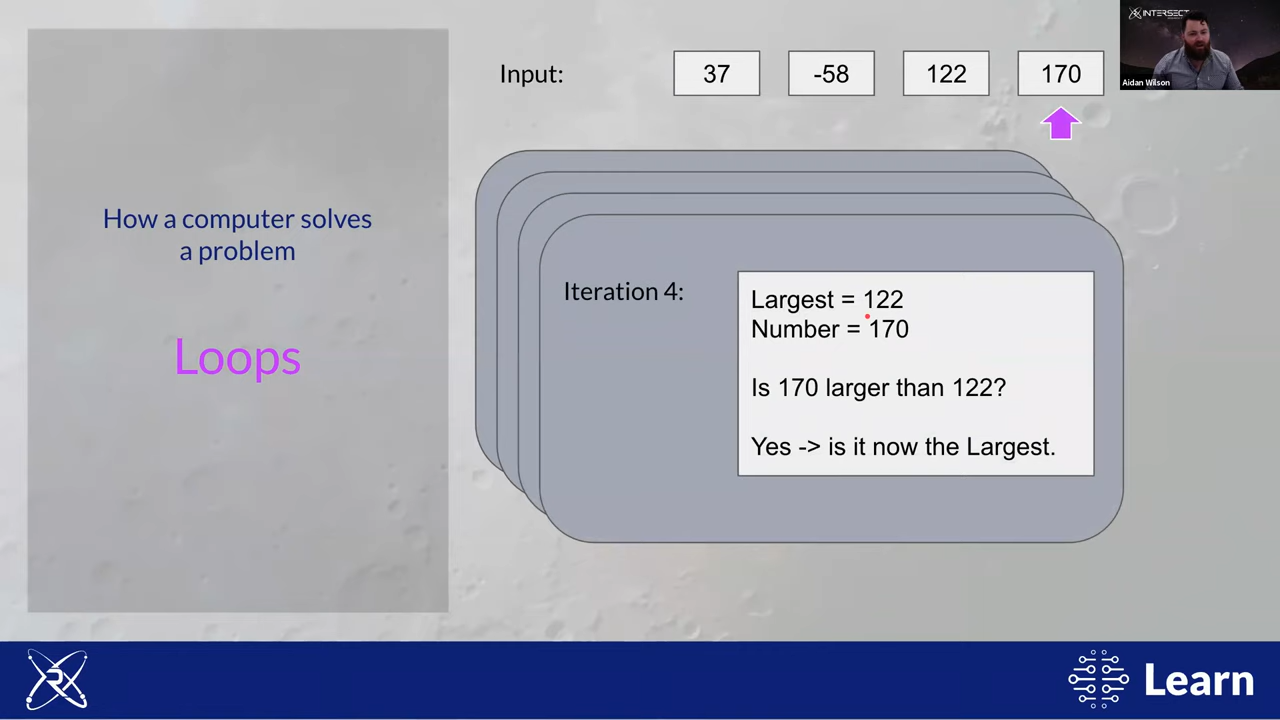 Input:
37
-58
122
170
INTERSECT
Aidan Wilson
How a computer solves
a problem
Loops
Iteration 4:
Largest = 122
Number = 170
Is 170 larger than 122?
Yes -> is it now the Largest.
Learn